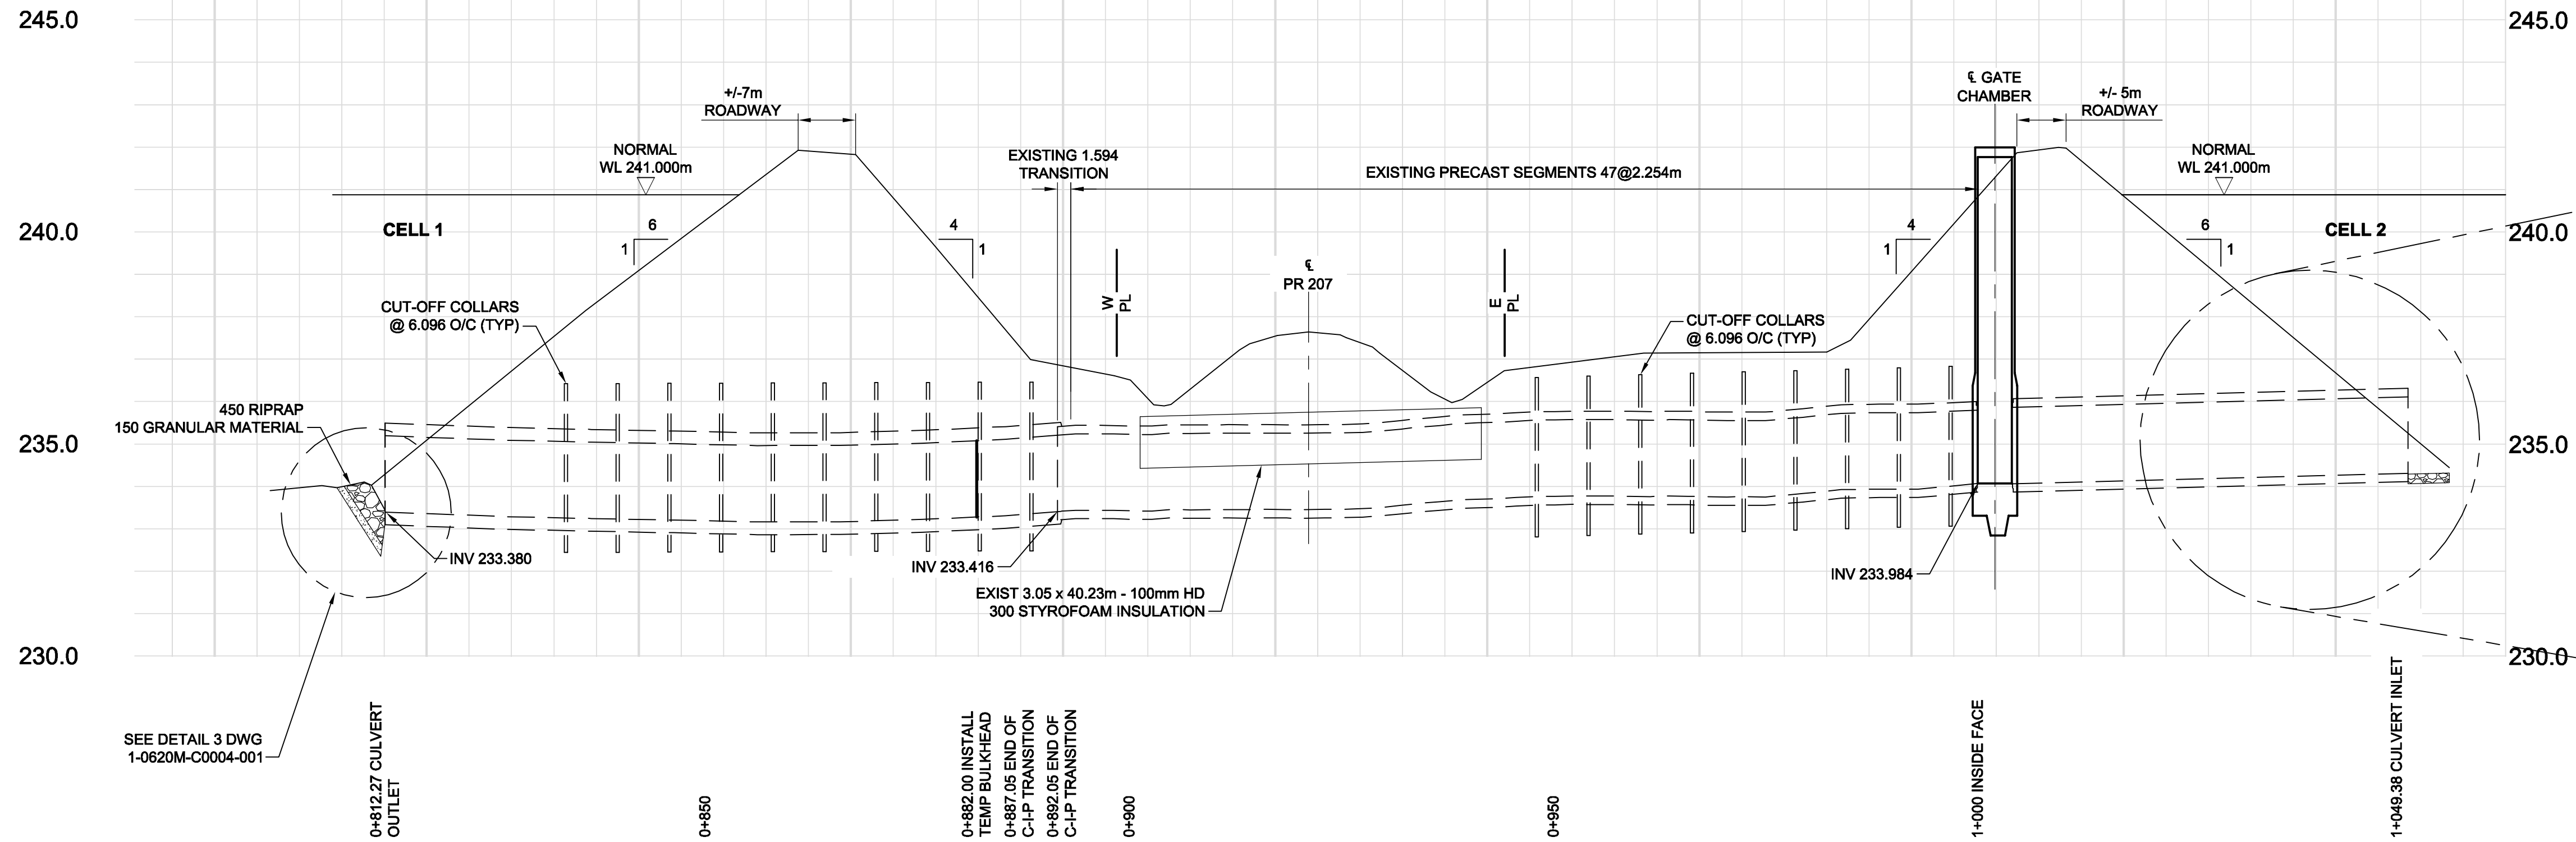 245.0
245.0
℄ GATE
CHAMBER
+/-7m
ROADWAY
+/- 5m
ROADWAY
NORMAL
WL 241.000m
EXISTING 1.594
TRANSITION
EXISTING PRECAST SEGMENTS 47@2.254m
NORMAL
WL 241.000m
240.0
CELL 1
6
1
4
1
4
1
6
1
CELL 2
240.0
W
PL
℄
PR 207
E
PL
CUT-OFF COLLARS
@ 6.096 O/C (TYP)
CUT-OFF COLLARS
@ 6.096 O/C (TYP)
450 RIPRAP
150 GRANULAR MATERIAL
235.0
235.0
INV 233.380
INV 233.416
INV 233.984
EXIST 3.05 x 40.23m - 100mm HD
300 STYROFOAM INSULATION
230.0
230.0
SEE DETAIL 3 DWG
1-0620M-C0004-001
0+812.27 CULVERT
OUTLET
0+850
0+882.00 INSTALL
TEMP BULKHEAD
0+887.05 END OF
C-I-P TRANSITION
0+892.05 END OF
C-I-P TRANSITION
0+900
0+950
1+000 INSIDE FACE
1+049.38 CULVERT INLET